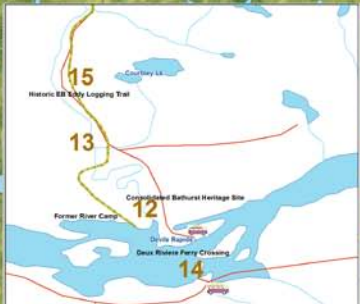 Courtney Lk
15
Historic EB Eddy Logging Trail
13
Consolidated Bathurst Heritage Site
12
Former River Camp
Devils Rapids
Deux Riviere Ferry Crossing
14